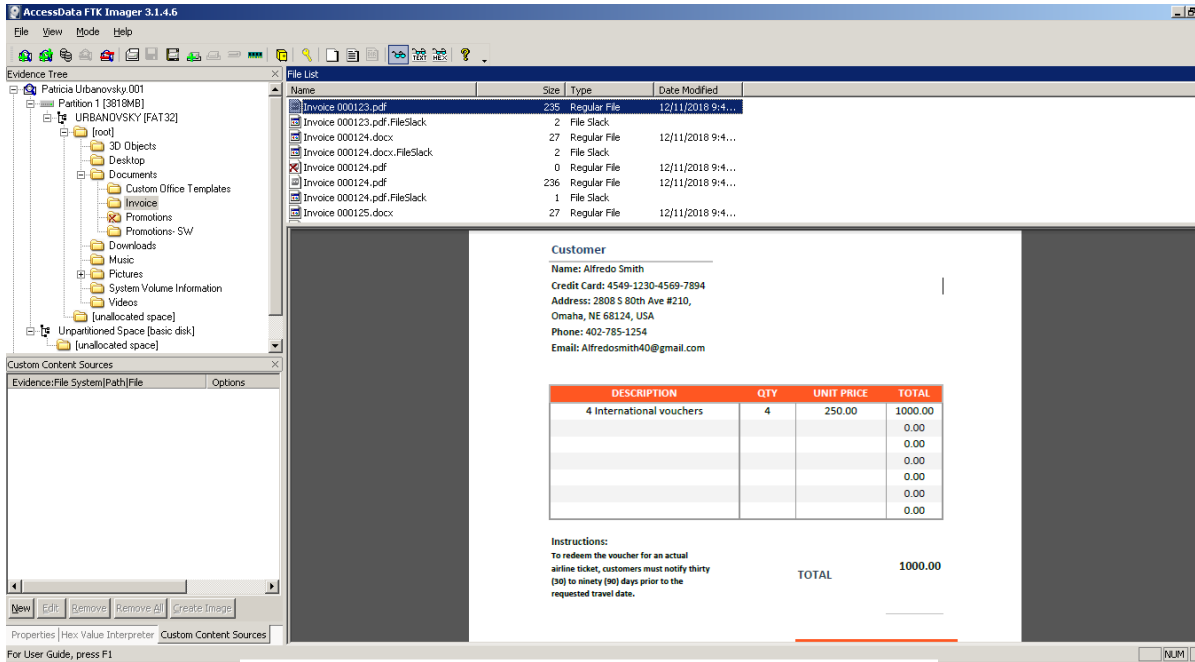 AccessData FTK Imager 3.1.4.6
File View Mode Help
TEXT HEX
Evidence Tree
Patricia Urbanovsky.001
Partition 1 [3818MB]
URBANOVSKY [FAT32]
[root]
3D Objects
Desktop
Documents
Custom Office Templates
Invoice
Promotions
Promotions- SW
Downloads
Music
Pictures
System Volume Information
Videos
[unallocated space]
Unpartitioned Space [basic disk]
[unallocated space]
Custom Content Sources
Evidence:File System|Path|File Options
New Edit Remove Remove All Create Image
Properties Hex Value Interpreter Custom Content Sources
File List
Name Size Type Date Modified
Invoice 000123.pdf 235 Regular File 12/11/2018 9:4...
Invoice 000123.pdf.FileSlack 2 File Slack
Invoice 000124.docx 27 Regular File 12/11/2018 9:4...
Invoice 000124.docx.FileSlack 2 File Slack
Invoice 000124.pdf 0 Regular File 12/11/2018 9:4...
Invoice 000124.pdf 236 Regular File 12/11/2018 9:4...
Invoice 000124.pdf.FileSlack 1 File Slack
Invoice 000125.docx 27 Regular File 12/11/2018 9:4...
Customer
Name: Alfredo Smith
Credit Card: 4549-1230-4569-7894
Address: 2808 S 80th Ave #210,
Omaha, NE 68124, USA
Phone: 402-785-1254
Email: Alfredosmith40@gmail.com
DESCRIPTION QTY UNIT PRICE TOTAL
4 International vouchers 4 250.00 1000.00
0.00
0.00
0.00
0.00
0.00
0.00
Instructions:
To redeem the voucher for an actual
airline ticket, customers must notify thirty
(30) to ninety (90) days prior to the
requested travel date.
TOTAL 1000.00
For User Guide, press F1
NUM